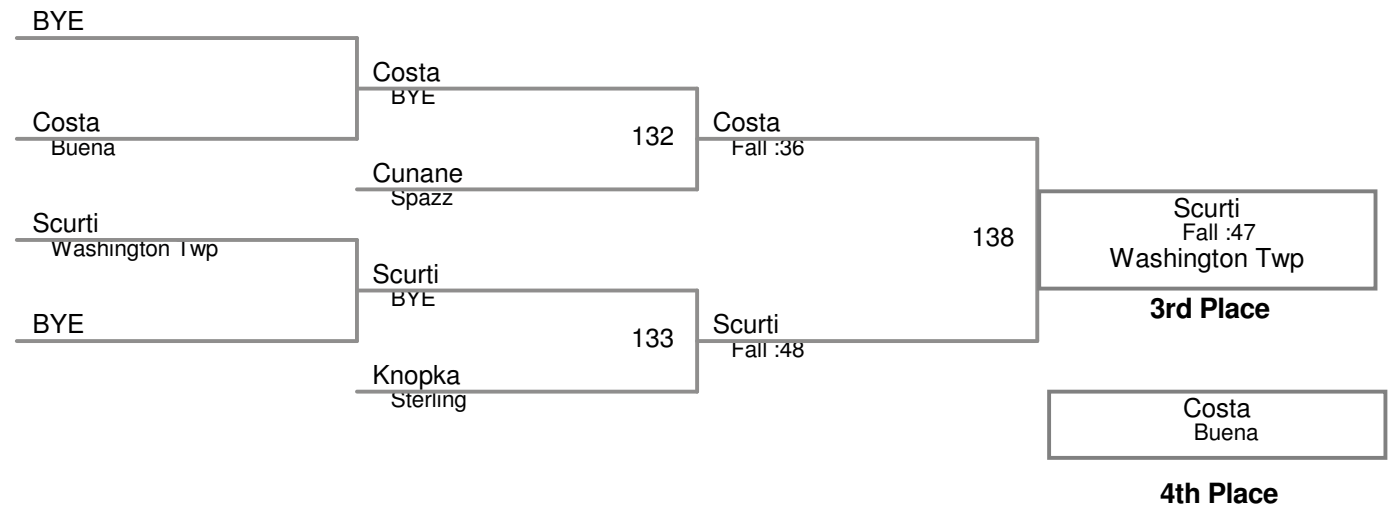 BYE
Costa
BYE
Costa
Buena
132
Costa
Fall :36
Cunane
Spazz
Scurti
Washington Twp
138
Scurti
Fall :47
Washington Twp
Scurti
BYE
3rd Place
BYE
133
Scurti
Fall :48
Knopka
Sterling
Costa
Buena
4th Place